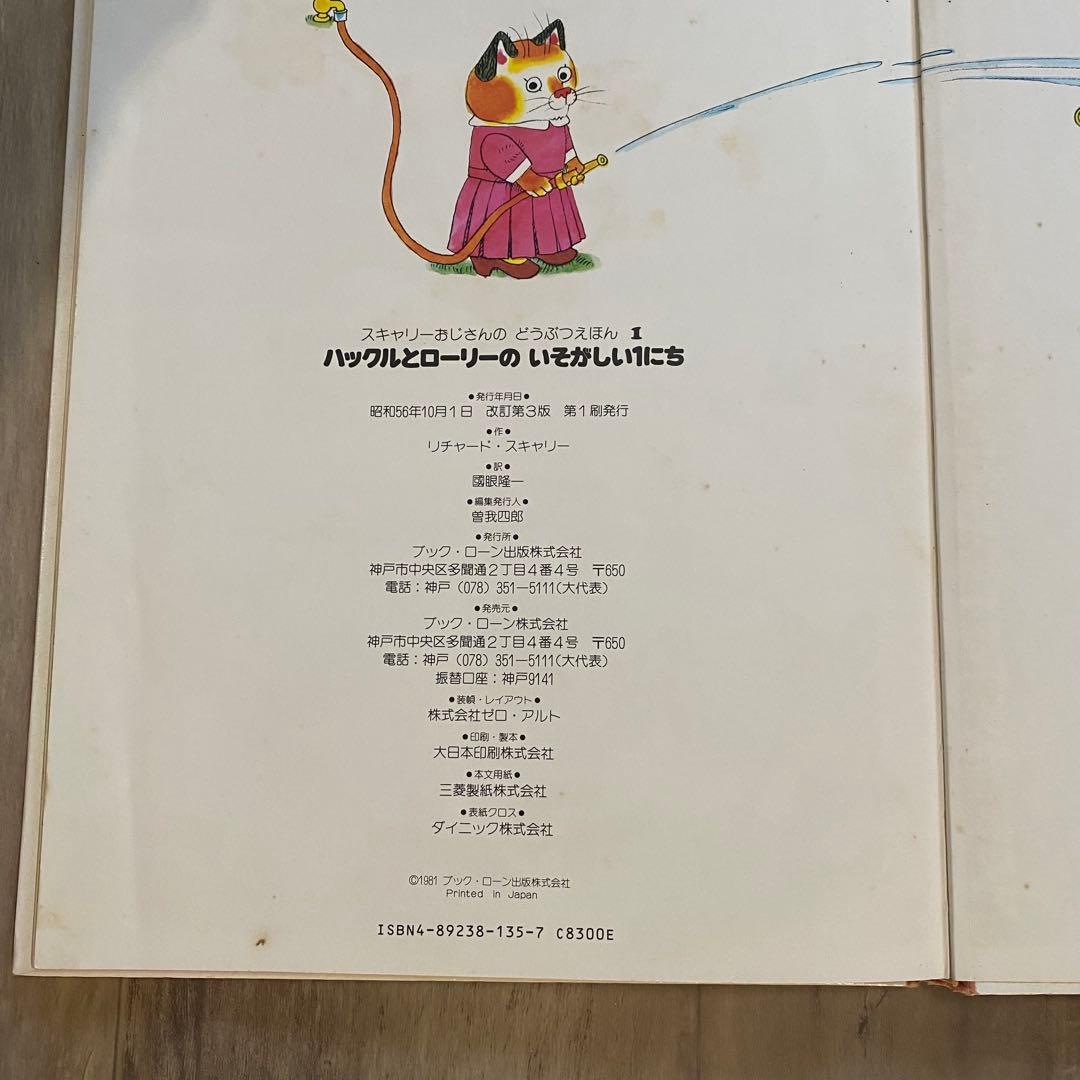 スキャリーおじさんの どうぶつえほん 1
ハックルとローリーの いそがしい1にち
●発行年月日●
昭和56年10月1日 改訂第3版 第1刷発行
●作●
リチャード・スキャリー
●訳●
國眼隆一
●編集発行人●
曽我四郎
●発行所●
ブック・ローン出版株式会社
神戸市中央区多聞通2丁目4番4号 〒650
電話：神戸（078）351－5111（大代表）
●発売元●
ブック・ローン株式会社
神戸市中央区多聞通2丁目4番4号 〒650
電話：神戸（078）351－5111（大代表）
振替口座：神戸9141
●装幀・レイアウト●
株式会社ゼロ・アルト
●印刷・製本●
大日本印刷株式会社
●本文用紙●
三菱製紙株式会社
●表紙クロス●
ダイニック株式会社
©1981 ブック・ローン出版株式会社
Printed in Japan
ISBN4-89238-135-7 C8300E